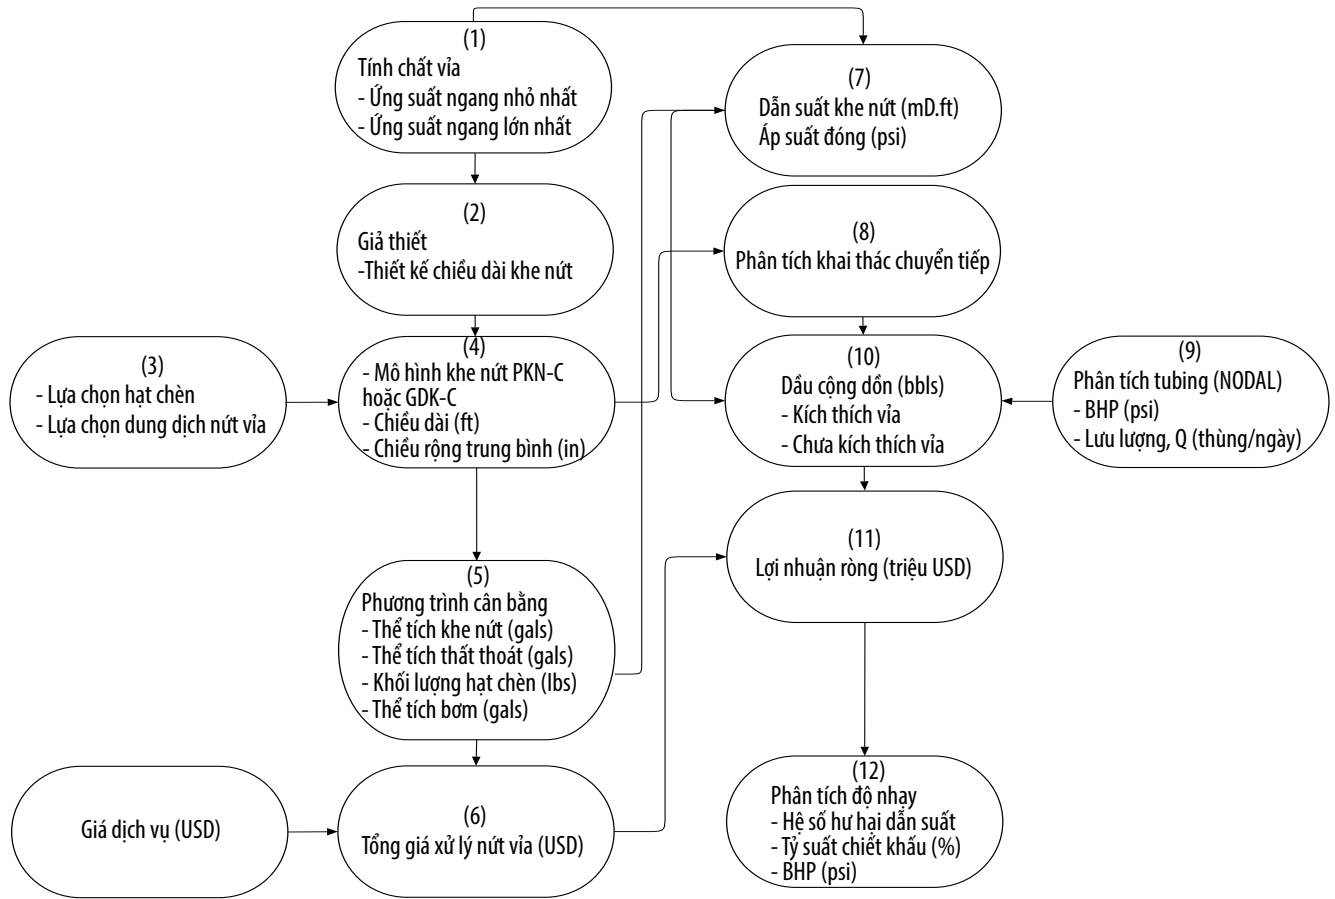 (1)
Tính chất vỉa
- Ứng suất ngang nhỏ nhất
- Ứng suất ngang lớn nhất
(2)
Giả thiết
-Thiết kế chiều dài khe nứt
(3)
- Lựa chọn hạt chèn
- Lựa chọn dung dịch nứt vỉa
(4)
- Mô hình khe nứt PKN-C
hoặc GDK-C
- Chiều dài (ft)
- Chiều rộng trung bình (in)
(5)
Phương trình cân bằng
- Thể tích khe nứt (gals)
- Thể tích thất thoát (gals)
- Khối lượng hạt chèn (lbs)
- Thể tích bơm (gals)
Giá dịch vụ (USD)
(6)
Tổng giá xử lý nứt vỉa (USD)
(7)
Dẫn suất khe nứt (mD.ft)
Áp suất đóng (psi)
(8)
Phân tích khai thác chuyển tiếp
(9)
Phân tích tubing (NODAL)
- BHP (psi)
- Lưu lượng, Q (thùng/ngày)
(10)
Dầu cộng dồn (bbls)
- Kích thích vỉa
- Chưa kích thích vỉa
(11)
Lợi nhuận ròng (triệu USD)
(12)
Phân tích độ nhạy
- Hệ số hư hại dẫn suất
- Tỷ suất chiết khấu (%)
- BHP (psi)